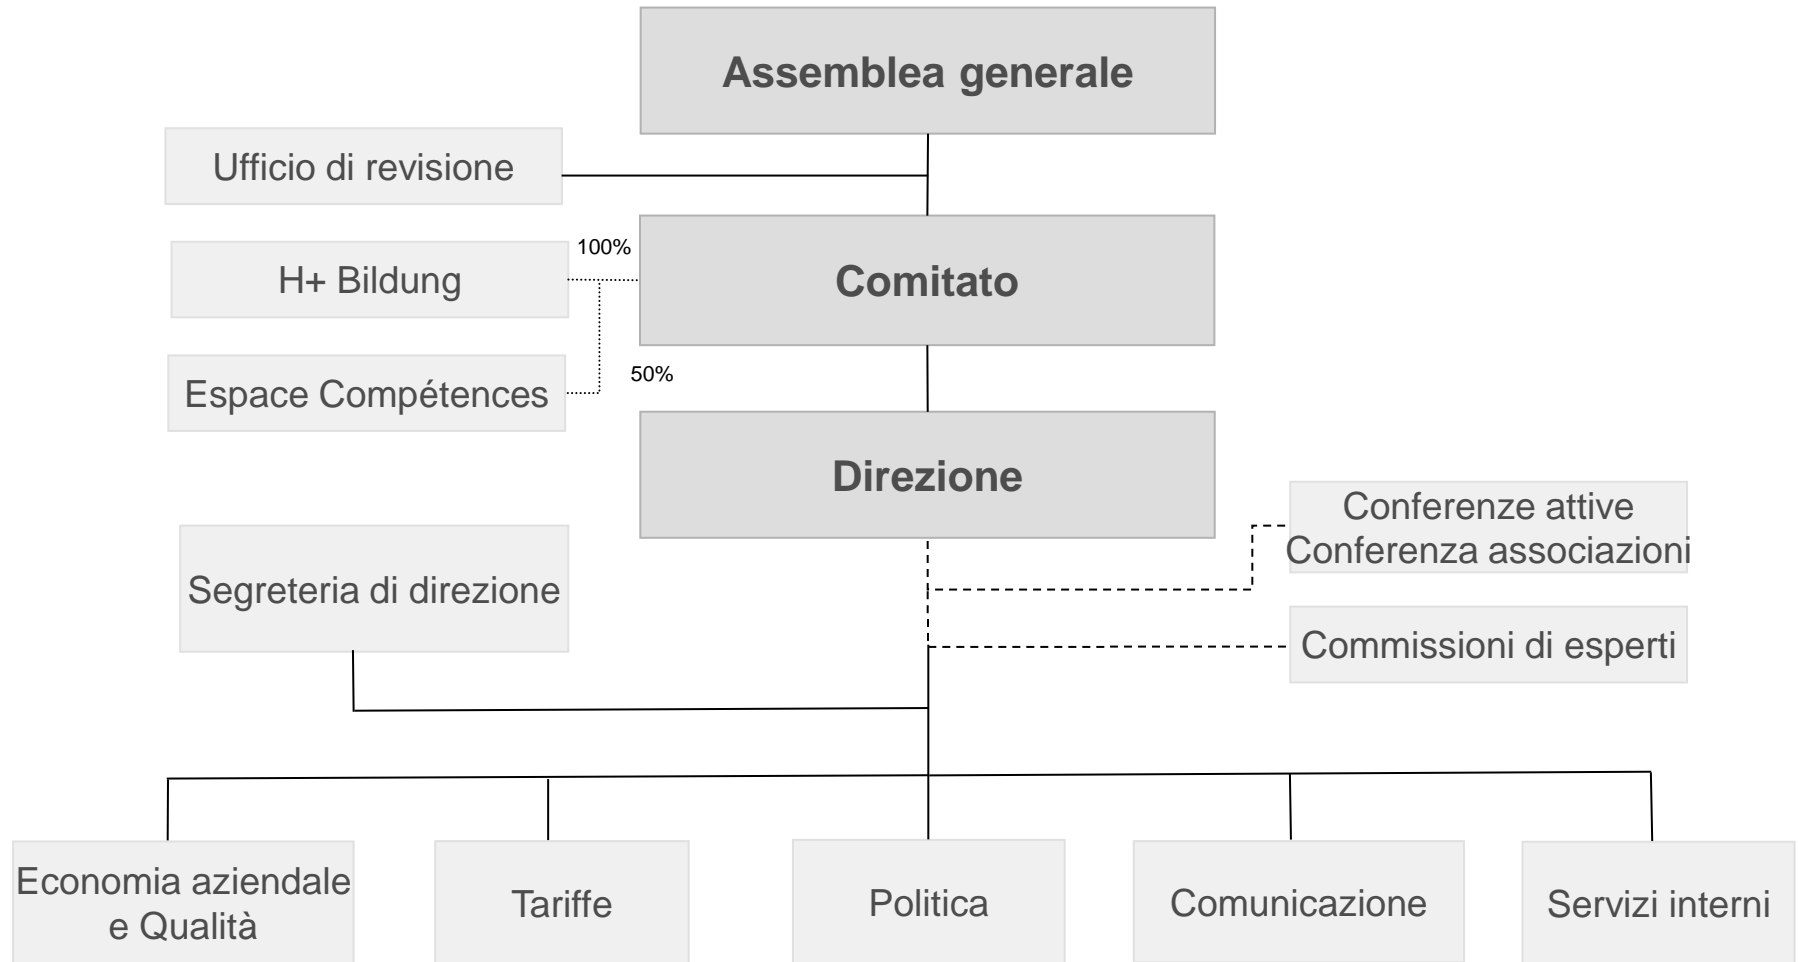 Assemblea generale
Ufficio di revisione
H+ Bildung
100%
Comitato
Espace Compétences
50%
Direzione
Segreteria di direzione
Conferenze attive
Conferenza associazioni
Commissioni di esperti
Economia aziendale
e Qualità
Tariffe
Politica
Comunicazione
Servizi interni